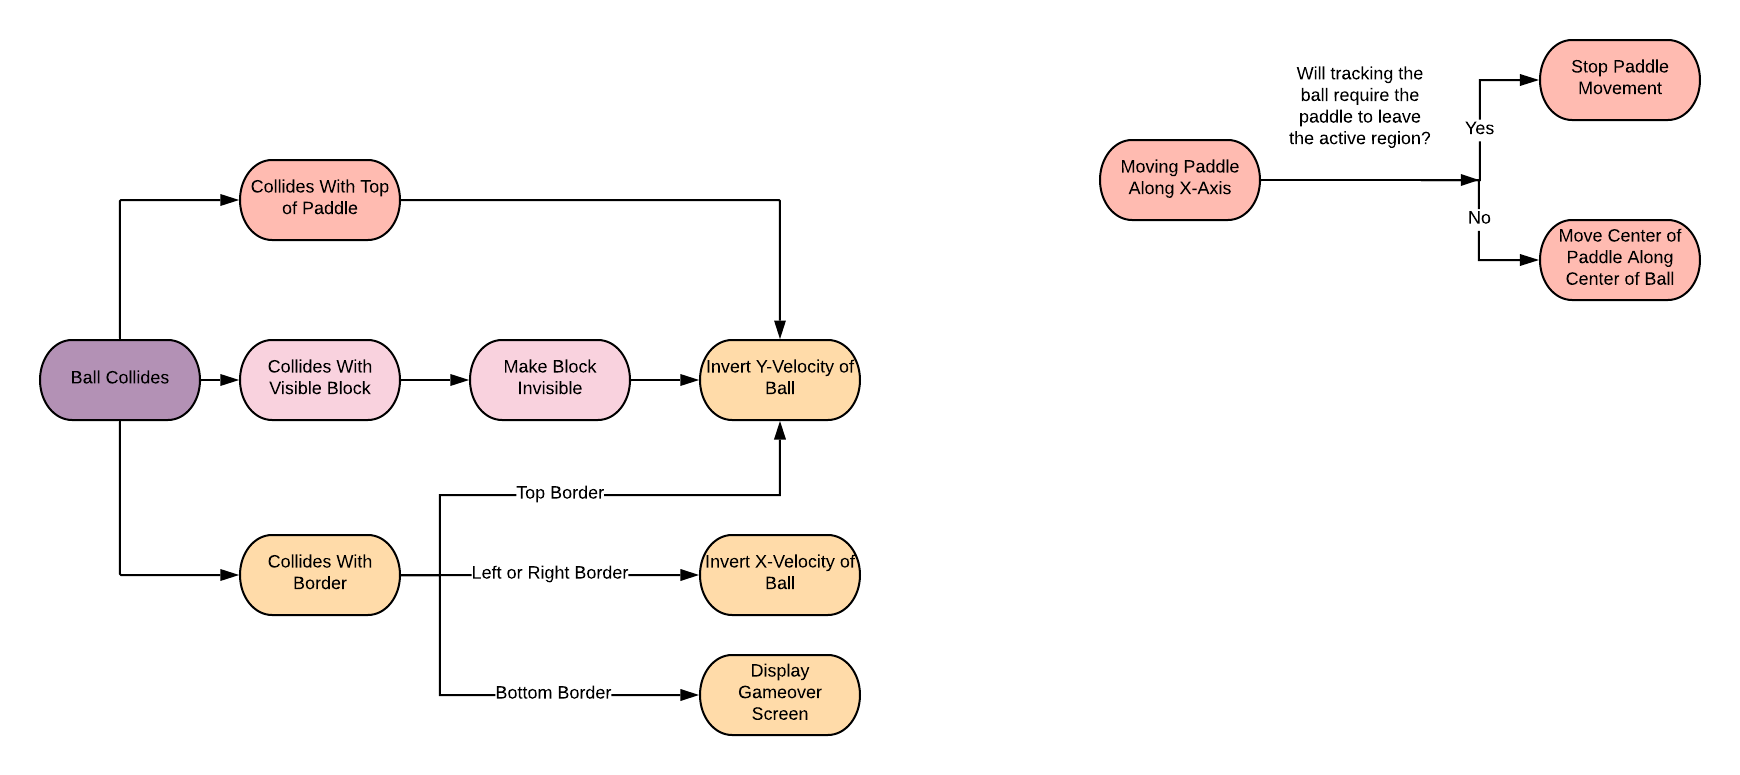 Will tracking the
ball require the
paddle to leave
the active region?
Stop Paddle
Movement
Yes
Moving Paddle
Along X-Axis
No
Move Center of
Paddle Along
Center of Ball
Collides With Top
of Paddle
Ball Collides
Collides With
Visible Block
Make Block
Invisible
Invert Y-Velocity of
Ball
Top Border
Collides With
Border
Left or Right Border
Invert X-Velocity of
Ball
Bottom Border
Display
Gameover
Screen